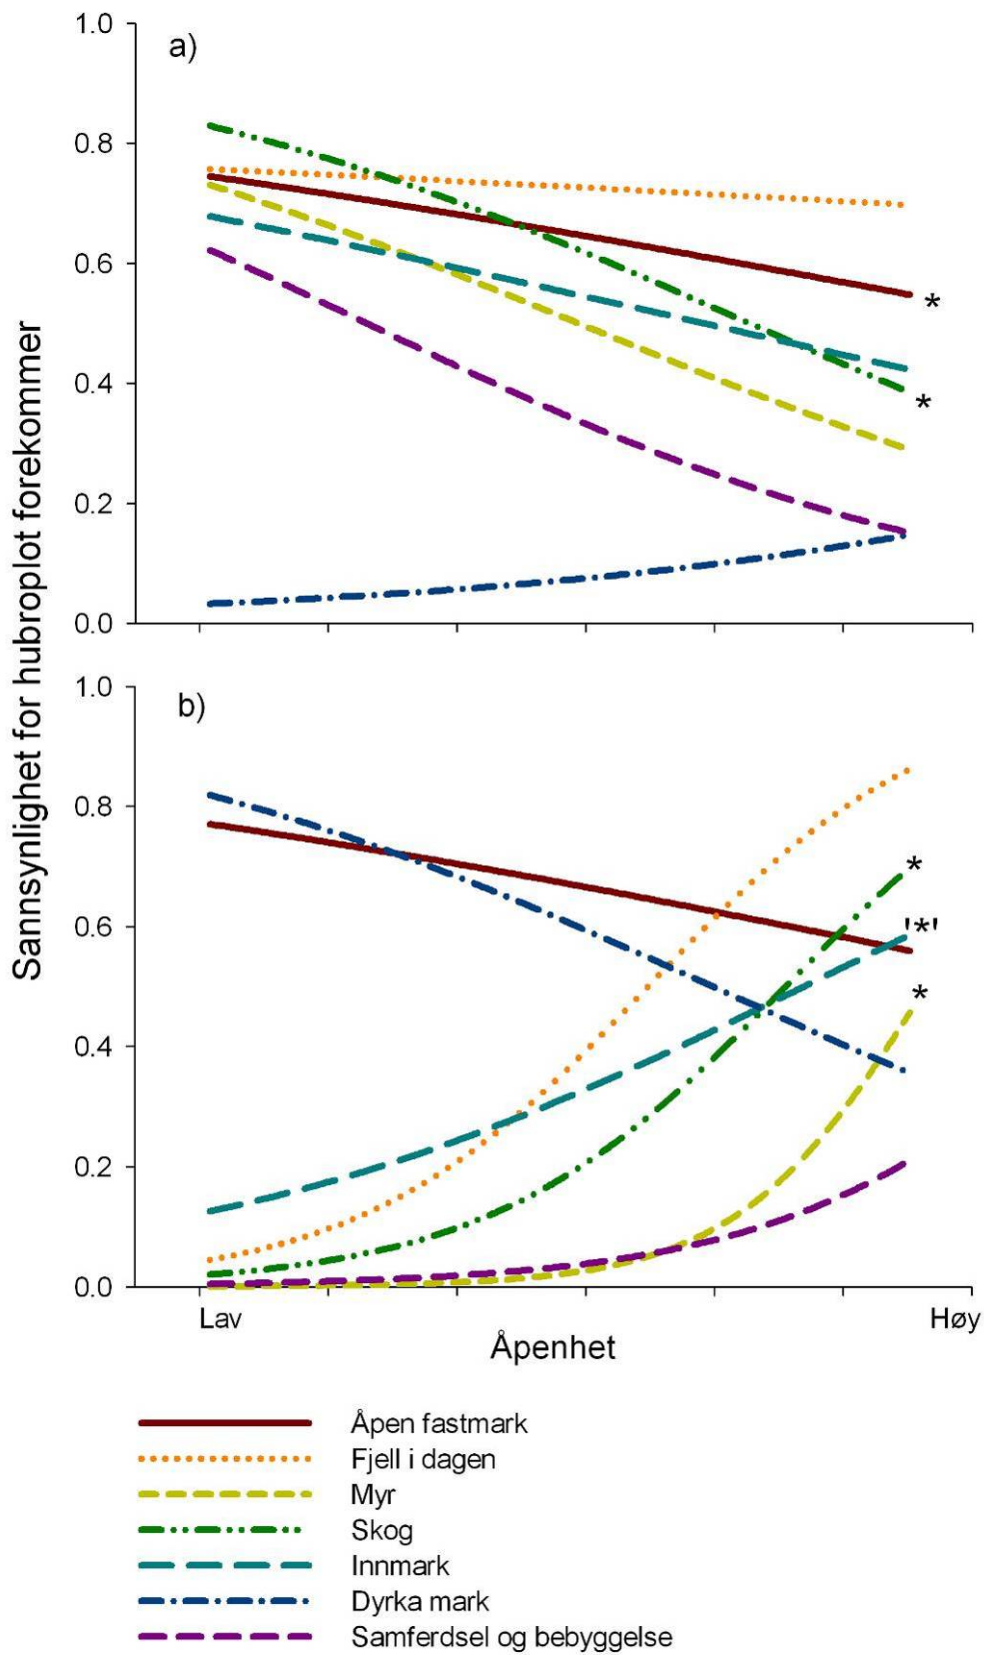 Sannsynlighet for hubroplot forekommer
1.0
a)
0.8
0.6
*
0.4
*
0.2
0.0
1.0
b)
0.8
*
0.6
'*'
*
0.4
0.2
0.0
Lav
Høy
Åpenhet
Åpen fastmark
Fjell i dagen
Myr
Skog
Innmark
Dyrka mark
Samferdsel og bebyggelse